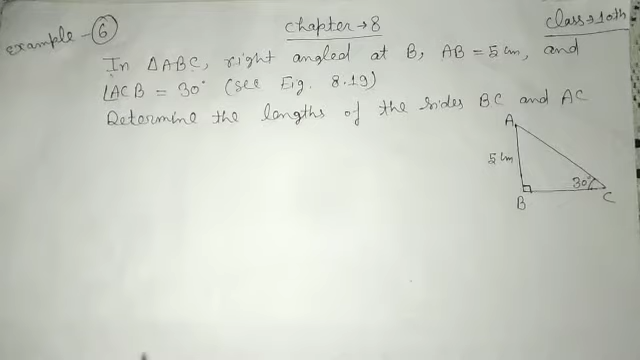 chapter→8
class→10th
example-⑥
In △ABC, right angled at B, AB = 5 cm, and
∠ACB = 30° (see Fig. 8.19)
Determine the lengths of the sides BC and AC
A
5 cm
30°
B
C